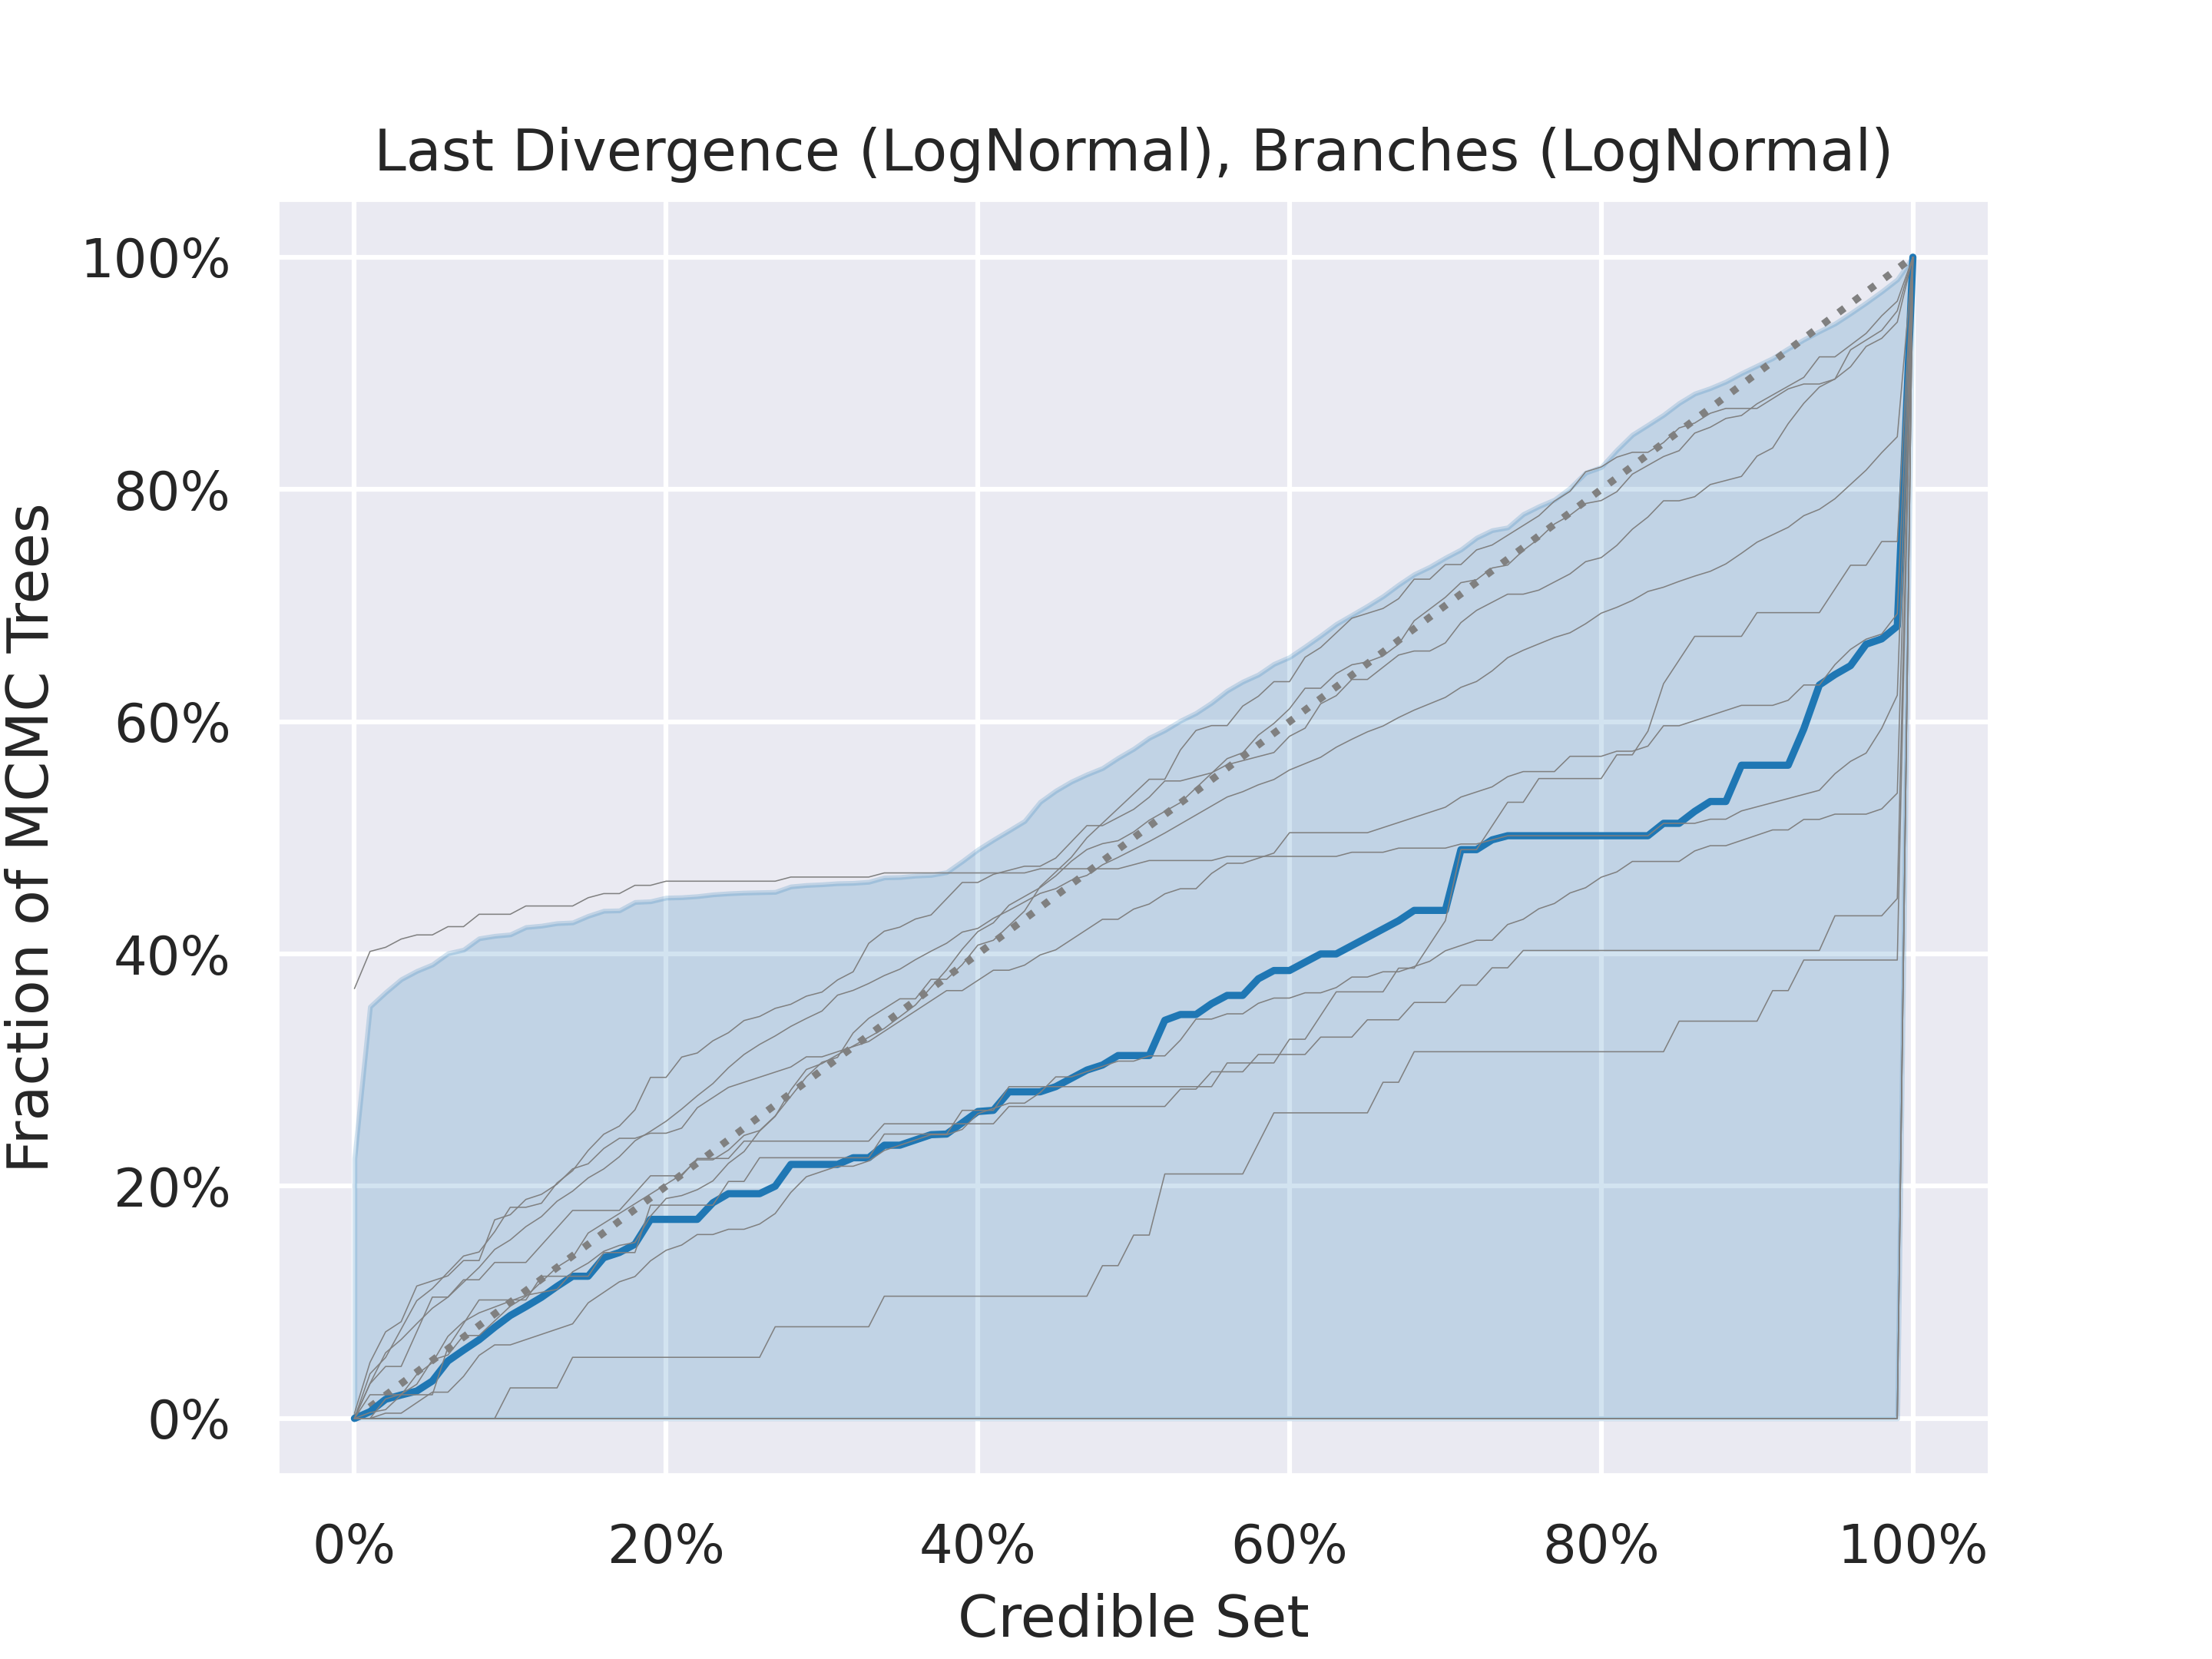 Last Divergence (LogNormal), Branches (LogNormal)
100%
80%
60%
40%
20%
0%
Fraction of MCMC Trees
0% 20% 40% 60% 80% 100%
Credible Set